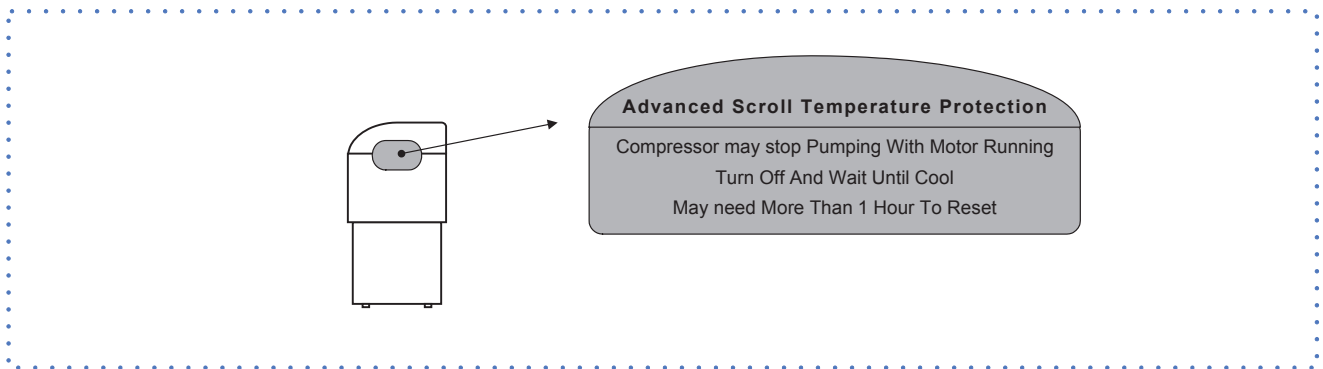 Advanced Scroll Temperature Protection
Compressor may stop Pumping With Motor Running
Turn Off And Wait Until Cool
May need More Than 1 Hour To Reset